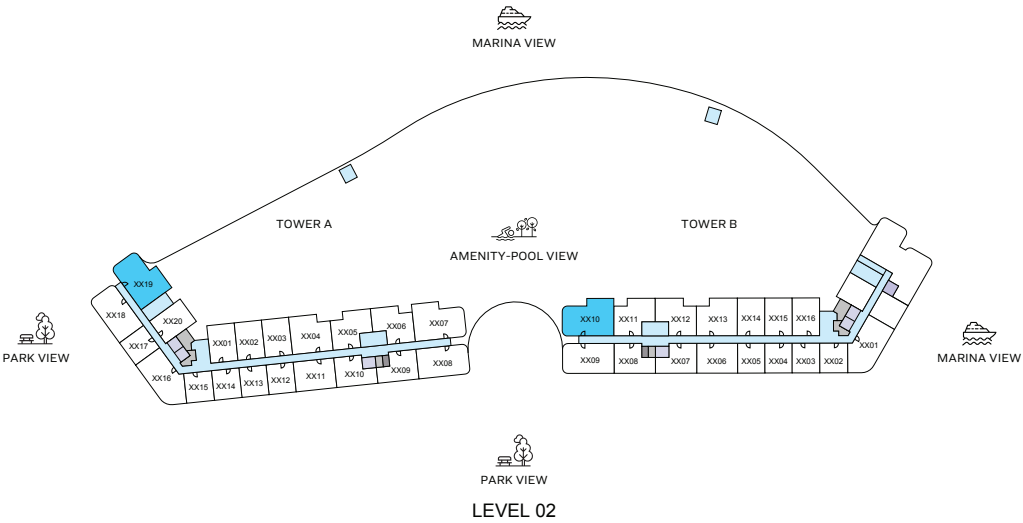 MARINA VIEW
TOWER A
TOWER B
AMENITY-POOL VIEW
XX19
XX18
XX20
XX17
XX16
XX15
XX14
XX13
XX12
XX11
XX10
XX09
XX08
XX01
XX02
XX03
XX04
XX05
XX06
XX07
XX10
XX11
XX12
XX13
XX14
XX15
XX16
XX09
XX08
XX07
XX06
XX05
XX04
XX03
XX02
XX01
PARK VIEW
MARINA VIEW
PARK VIEW
LEVEL 02